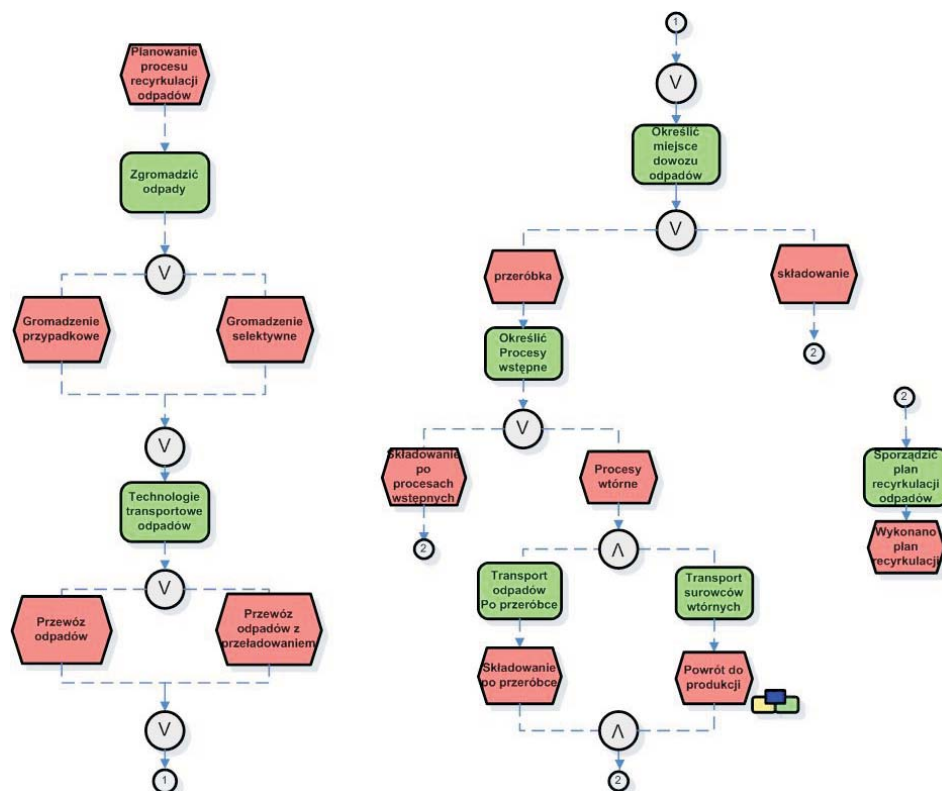 Planowanie
procesu
recyrkulacji
odpadów
Zgromadzić
odpady
V
Gromadzenie
przypadkowe
Gromadzenie
selektywne
V
Technologie
transportowe
odpadów
V
Przewóz
odpadów
Przewóz
odpadów z
przeładowaniem
V
1
1
V
Określić
miejsce
dowozu
odpadów
V
przeróbka
składowanie
2
Określić
Procesy
wstępne
V
Składowanie
po
procesach
wstępnych
2
Procesy
wtórne
Λ
Transport
odpadów
Po przeróbce
Transport
surowców
wtórnych
Składowanie
po przeróbce
Powrót do
produkcji
Λ
2
2
Sporządzić
plan
recyrkulacji
odpadów
Wykonano
plan
recyrkulacji